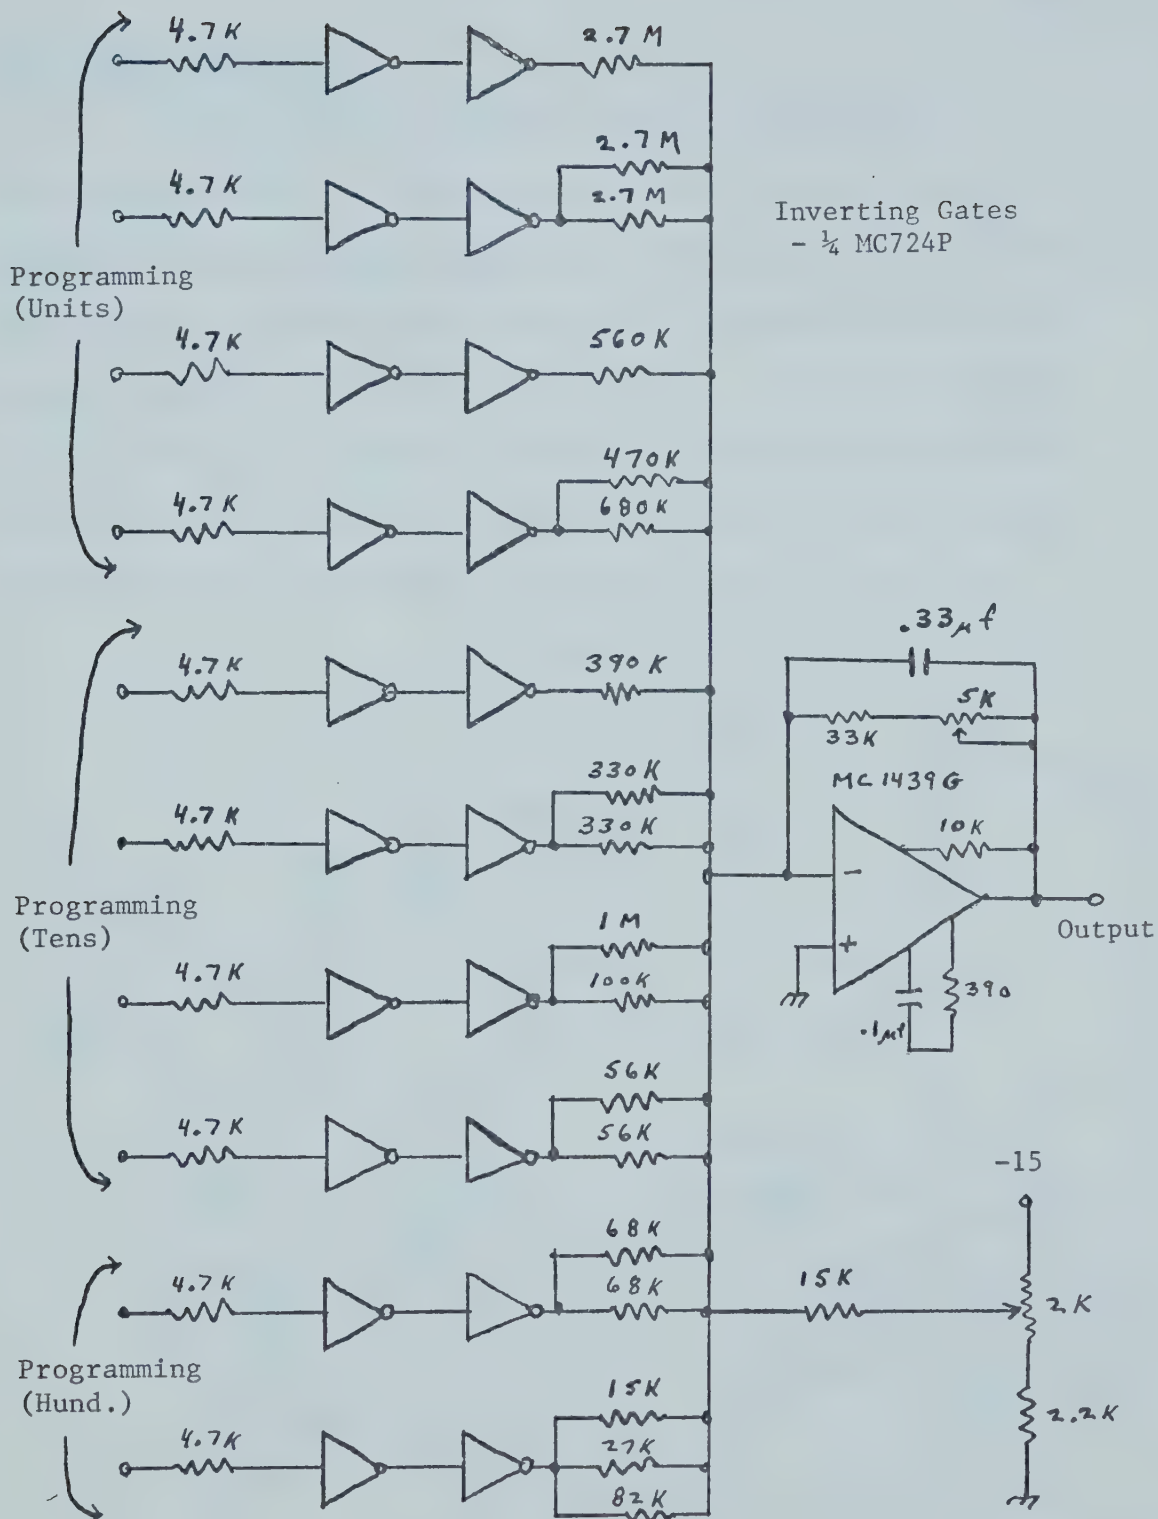 4.7K
2.7M
2.7M
4.7K
2.7M
Inverting Gates
- ¼ MC724P
Programming
(Units)
4.7K
560K
470K
4.7K
680K
4.7K
390K
330K
4.7K
330K
Programming
(Tens)
1M
4.7K
100K
56K
4.7K
56K
.33μf
5K
33K
MC1439G
10K
-
+
Output
390
.1μf
68K
4.7K
68K
Programming
(Hund.)
15K
4.7K
27K
82K
-15
15K
2K
2.2K